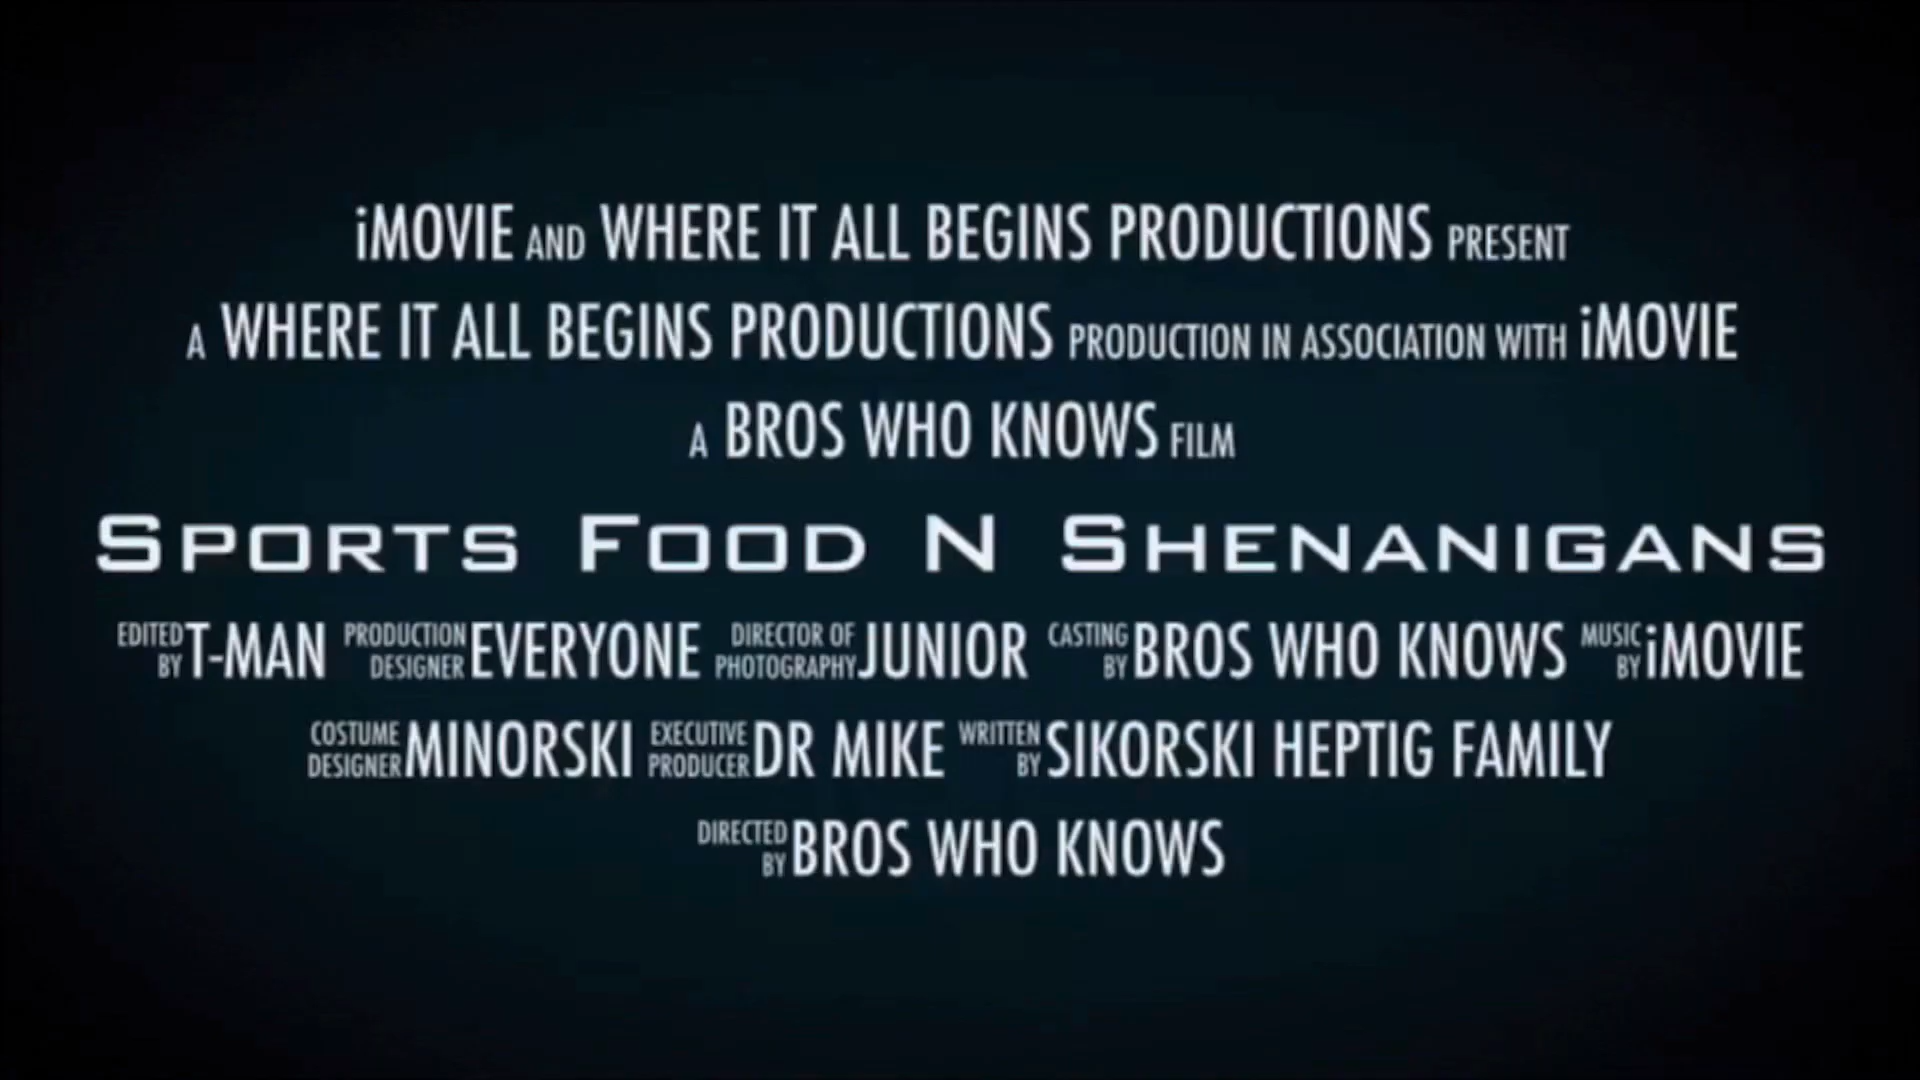 iMOVIE AND WHERE IT ALL BEGINS PRODUCTIONS PRESENT
A WHERE IT ALL BEGINS PRODUCTIONS PRODUCTION IN ASSOCIATION WITH iMOVIE
A BROS WHO KNOWS FILM
SPORTS FOOD N SHENANIGANS
EDITED BY T-MAN PRODUCTION DESIGNER EVERYONE DIRECTOR OF PHOTOGRAPHY JUNIOR CASTING BY BROS WHO KNOWS MUSIC BY iMOVIE
COSTUME DESIGNER MINORSKI EXECUTIVE PRODUCER DR MIKE WRITTEN BY SIKORSKI HEPTIG FAMILY
DIRECTED BY BROS WHO KNOWS